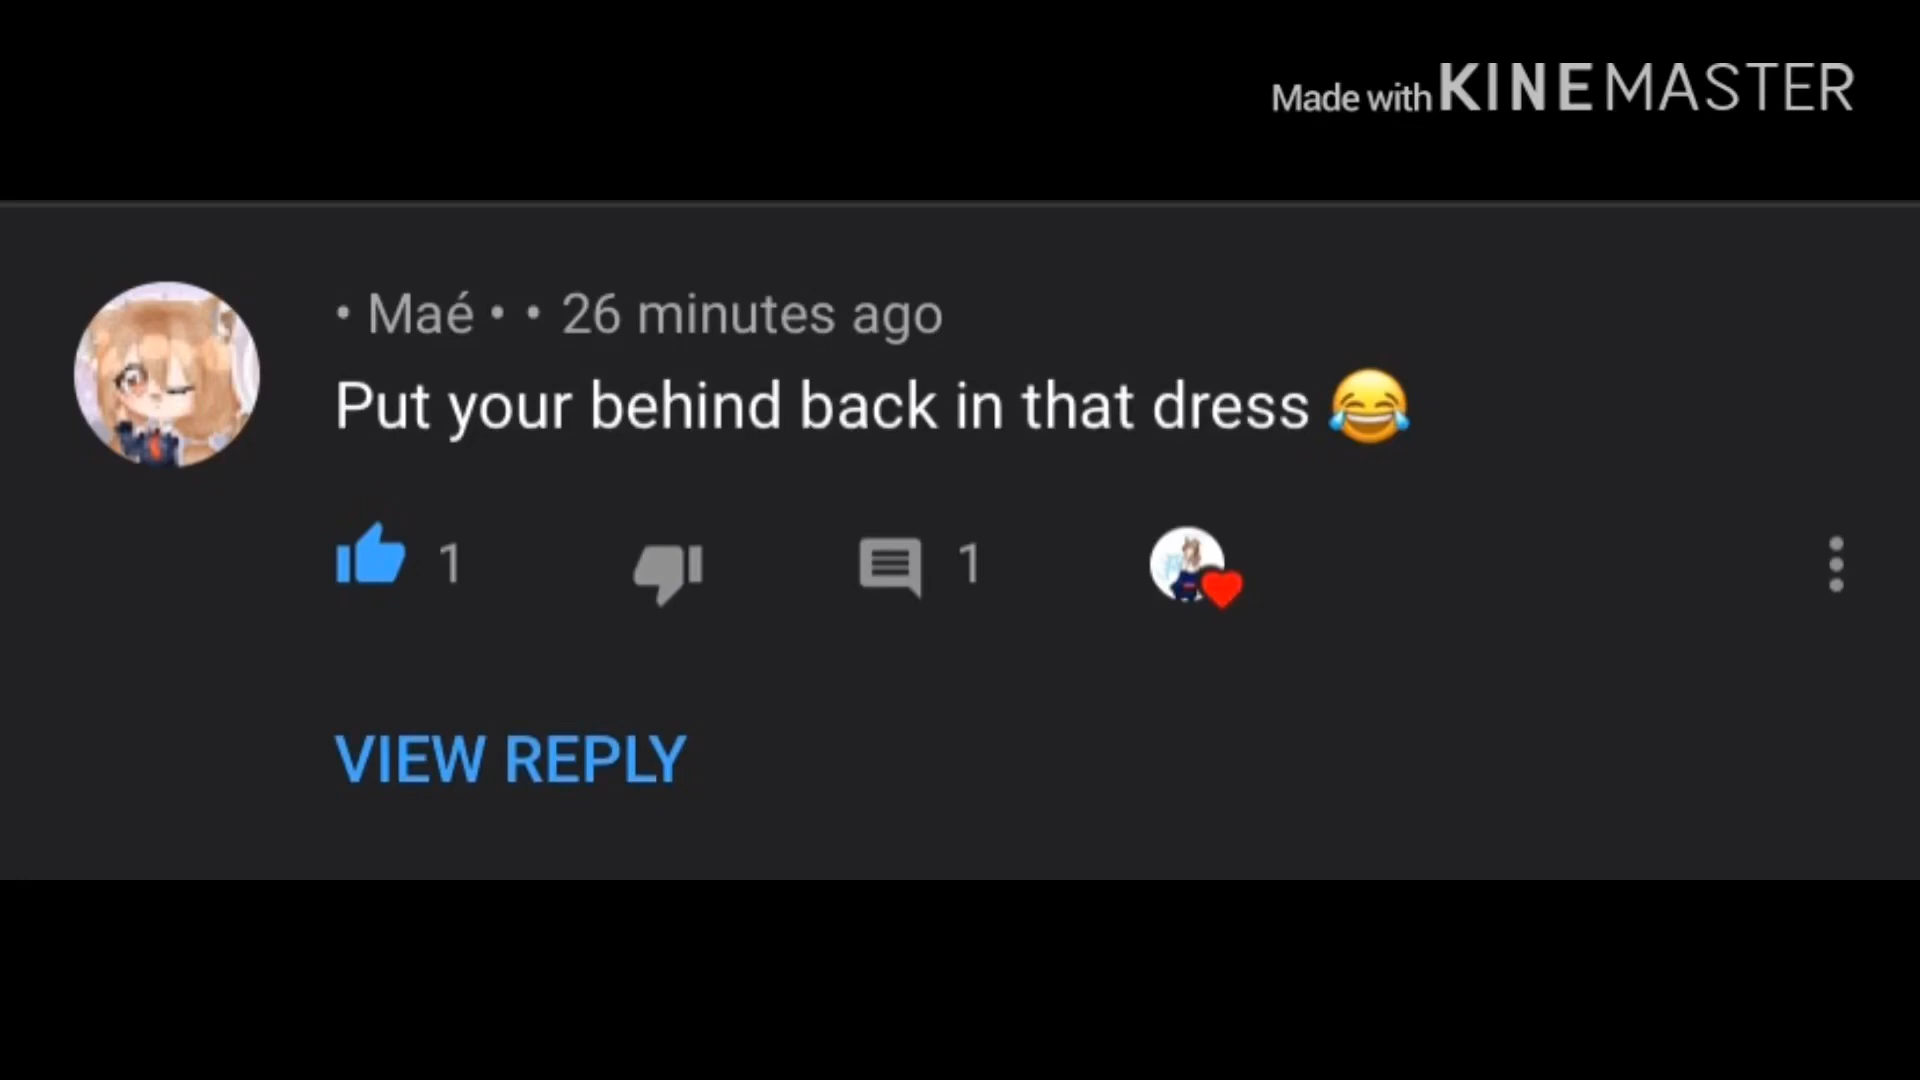 Made with KINEMASTER
• Maé • • 26 minutes ago
Put your behind back in that dress 😂
1 1
VIEW REPLY